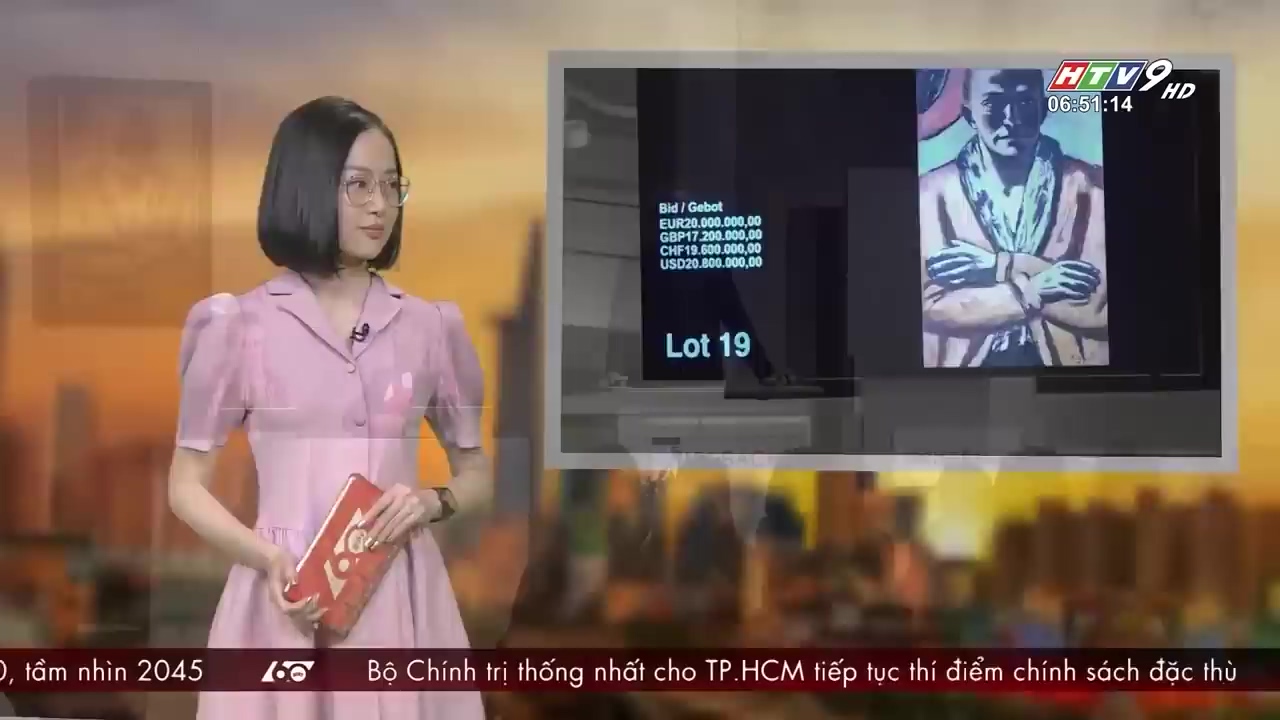 HTV9 HD
06:51:14
Bid / Gebot
EUR20.000.000,00
GBP17.200.000,00
CHF19.600.000,00
USD20.800.000,00
Lot 19
0, tầm nhìn 2045
Bộ Chính trị thống nhất cho TP.HCM tiếp tục thí điểm chính sách đặc thù